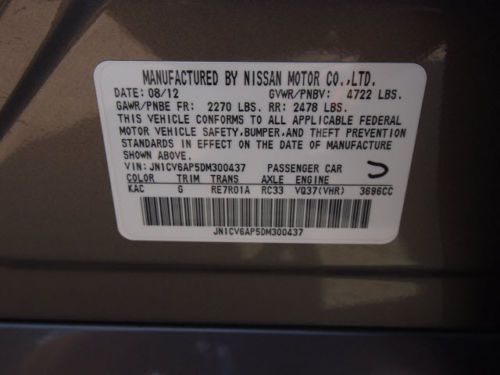 MANUFACTURED BY NISSAN MOTOR CO.,LTD.
DATE: 08/12 GVWR/PNBV: 4722 LBS.
GAWR/PNBE FR: 2270 LBS. RR: 2478 LBS.
THIS VEHICLE CONFORMS TO ALL APPLICABLE FEDERAL
MOTOR VEHICLE SAFETY,BUMPER,AND THEFT PREVENTION
STANDARDS IN EFFECT ON THE DATE OF MANUFACTURE
SHOWN ABOVE.
VIN: JN1CV6AP5DM300437 PASSENGER CAR
COLOR TRIM TRANS AXLE ENGINE
KAC G RE7R01A RC33 VQ37(VHR) 3696CC
JN1CV6AP5DM300437